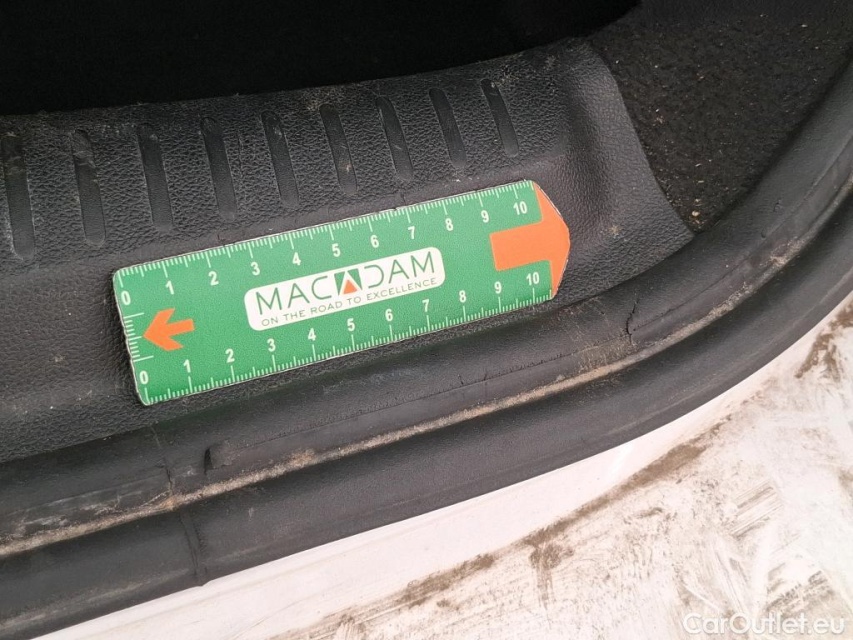 0 1 2 3 4 5 6 7 8 9 10
MACADAM
ON THE ROAD TO EXCELLENCE
0 1 2 3 4 5 6 7 8 9 10
CarOutlet.eu